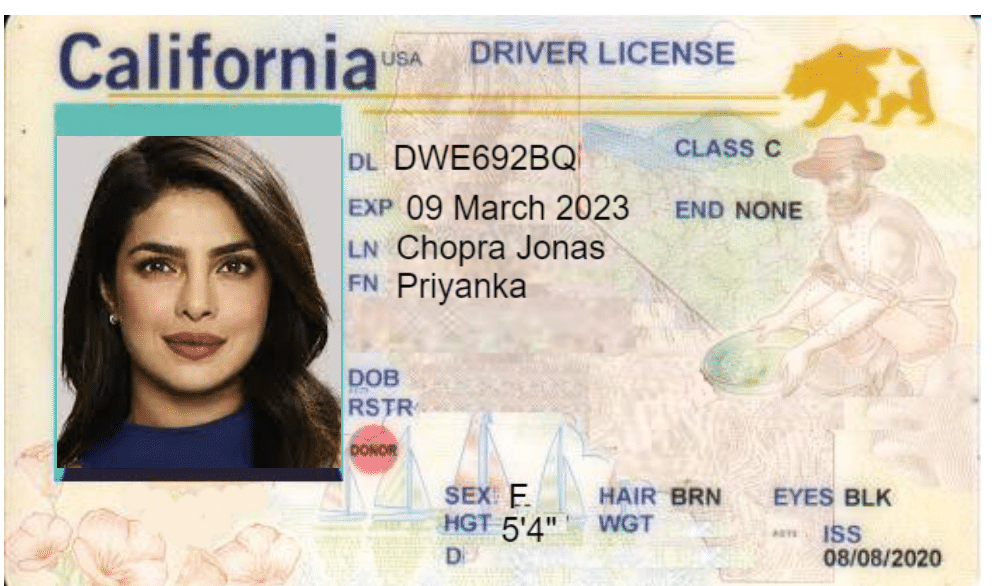 California USA DRIVER LICENSE
DL DWE692BQ CLASS C
EXP 09 March 2023 END NONE
LN Chopra Jonas
FN Priyanka
DOB
RSTR
DONOR
SEX F HAIR BRN EYES BLK
HGT 5'4" WGT ISS
D 08/08/2020